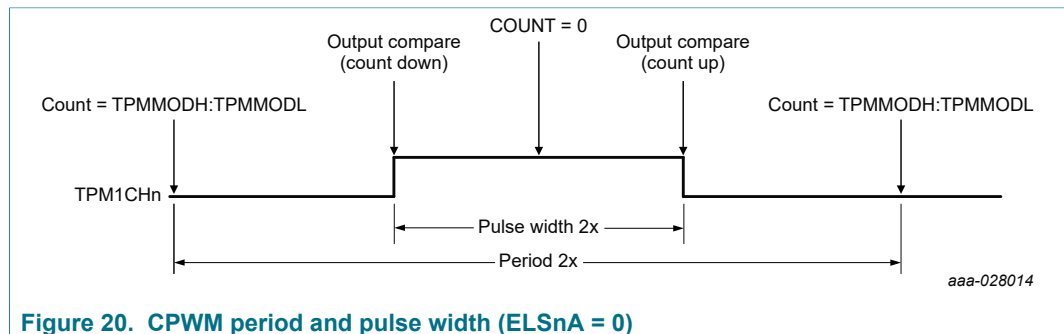 COUNT = 0
Output compare
(count down)
Output compare
(count up)
Count = TPMMODH:TPMMODL
Count = TPMMODH:TPMMODL
TPM1CHn
Pulse width 2x
Period 2x
aaa-028014
Figure 20. CPWM period and pulse width (ELSnA = 0)